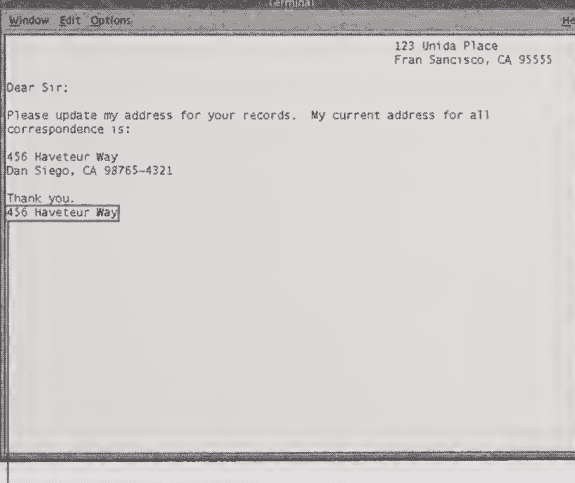 Terminal
Window Edit Options He
123 Unida Place
Fran Sancisco, CA 95555
Dear Sir:
Please update my address for your records. My current address for all
correspondence is:
456 Haveteur Way
Dan Siego, CA 98765-4321
Thank you.
456 Haveteur Way